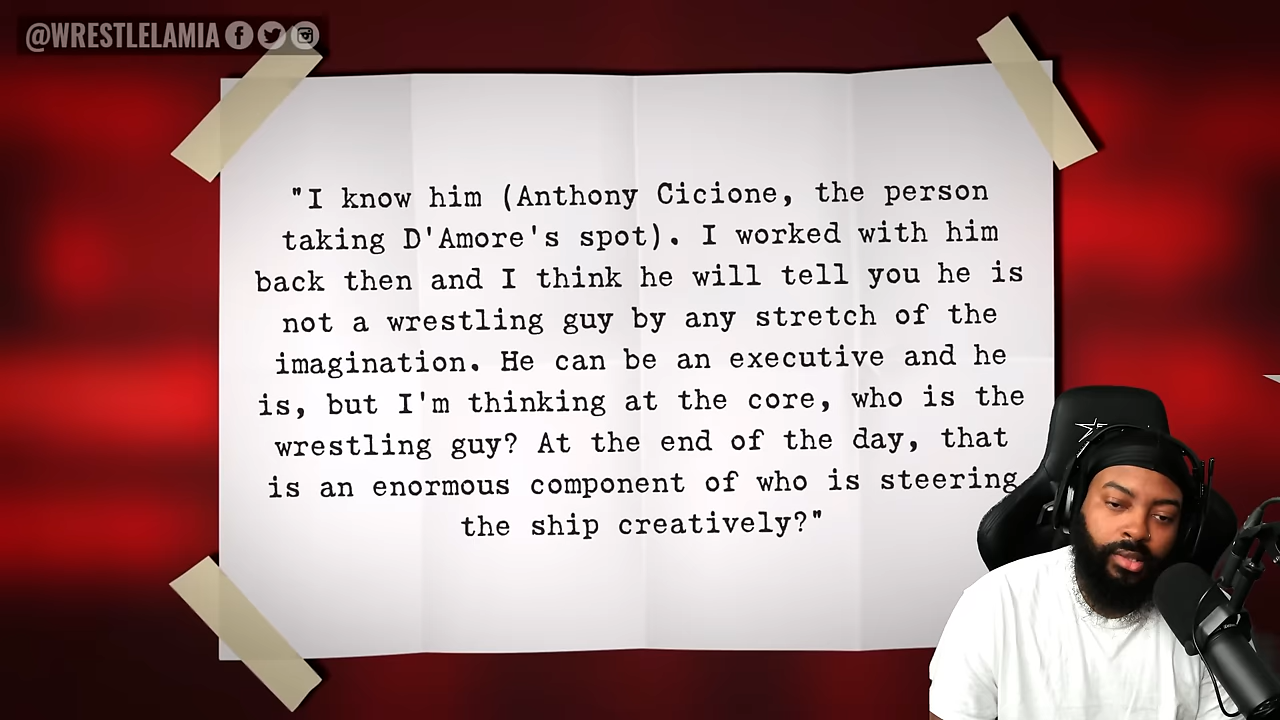 @WRESTLELAMIA
"I know him (Anthony Cicione, the person
taking D'Amore's spot). I worked with him
back then and I think he will tell you he is
not a wrestling guy by any stretch of the
imagination. He can be an executive and he
is, but I'm thinking at the core, who is the
wrestling guy? At the end of the day, that
is an enormous component of who is steering
the ship creatively?"